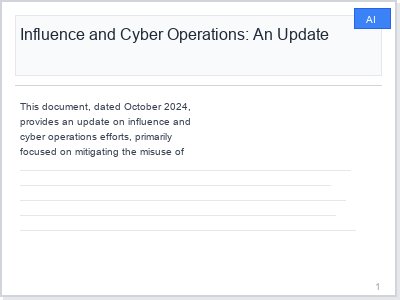 AI
Influence and Cyber Operations: An Update
This document, dated October 2024,
provides an update on influence and
cyber operations efforts, primarily
focused on mitigating the misuse of
1